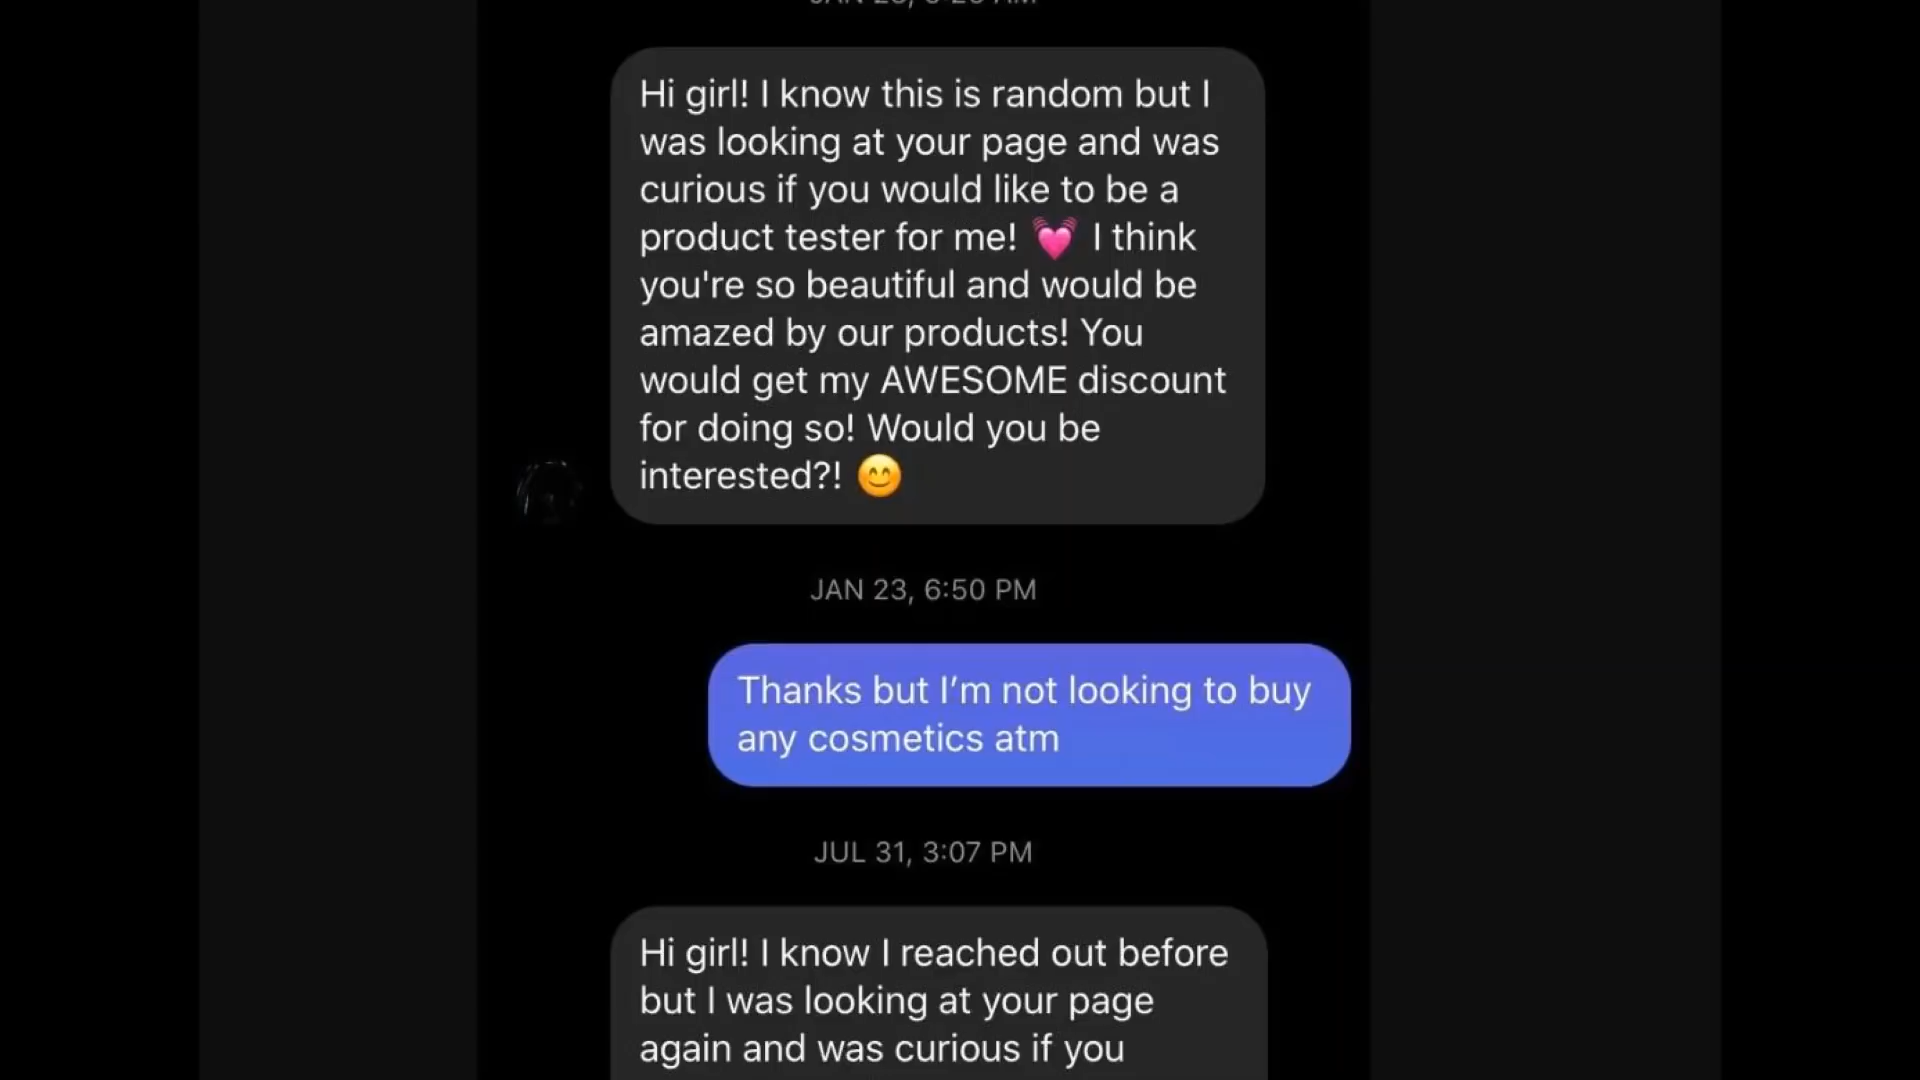 Hi girl! I know this is random but I
was looking at your page and was
curious if you would like to be a
product tester for me! 💓 I think
you're so beautiful and would be
amazed by our products! You
would get my AWESOME discount
for doing so! Would you be
interested?! 😊
JAN 23, 6:50 PM
Thanks but I’m not looking to buy
any cosmetics atm
JUL 31, 3:07 PM
Hi girl! I know I reached out before
but I was looking at your page
again and was curious if you